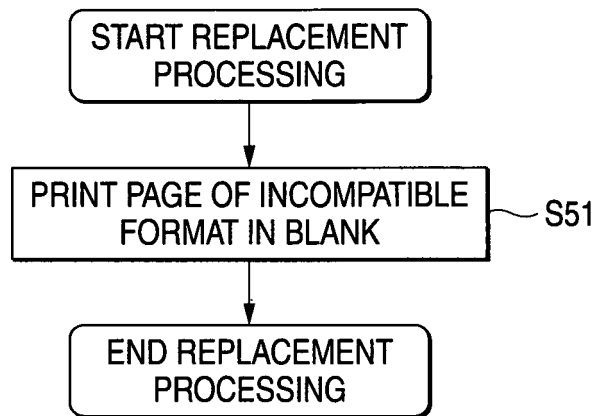 START REPLACEMENT
PROCESSING
PRINT PAGE OF INCOMPATIBLE
FORMAT IN BLANK
S51
END REPLACEMENT
PROCESSING